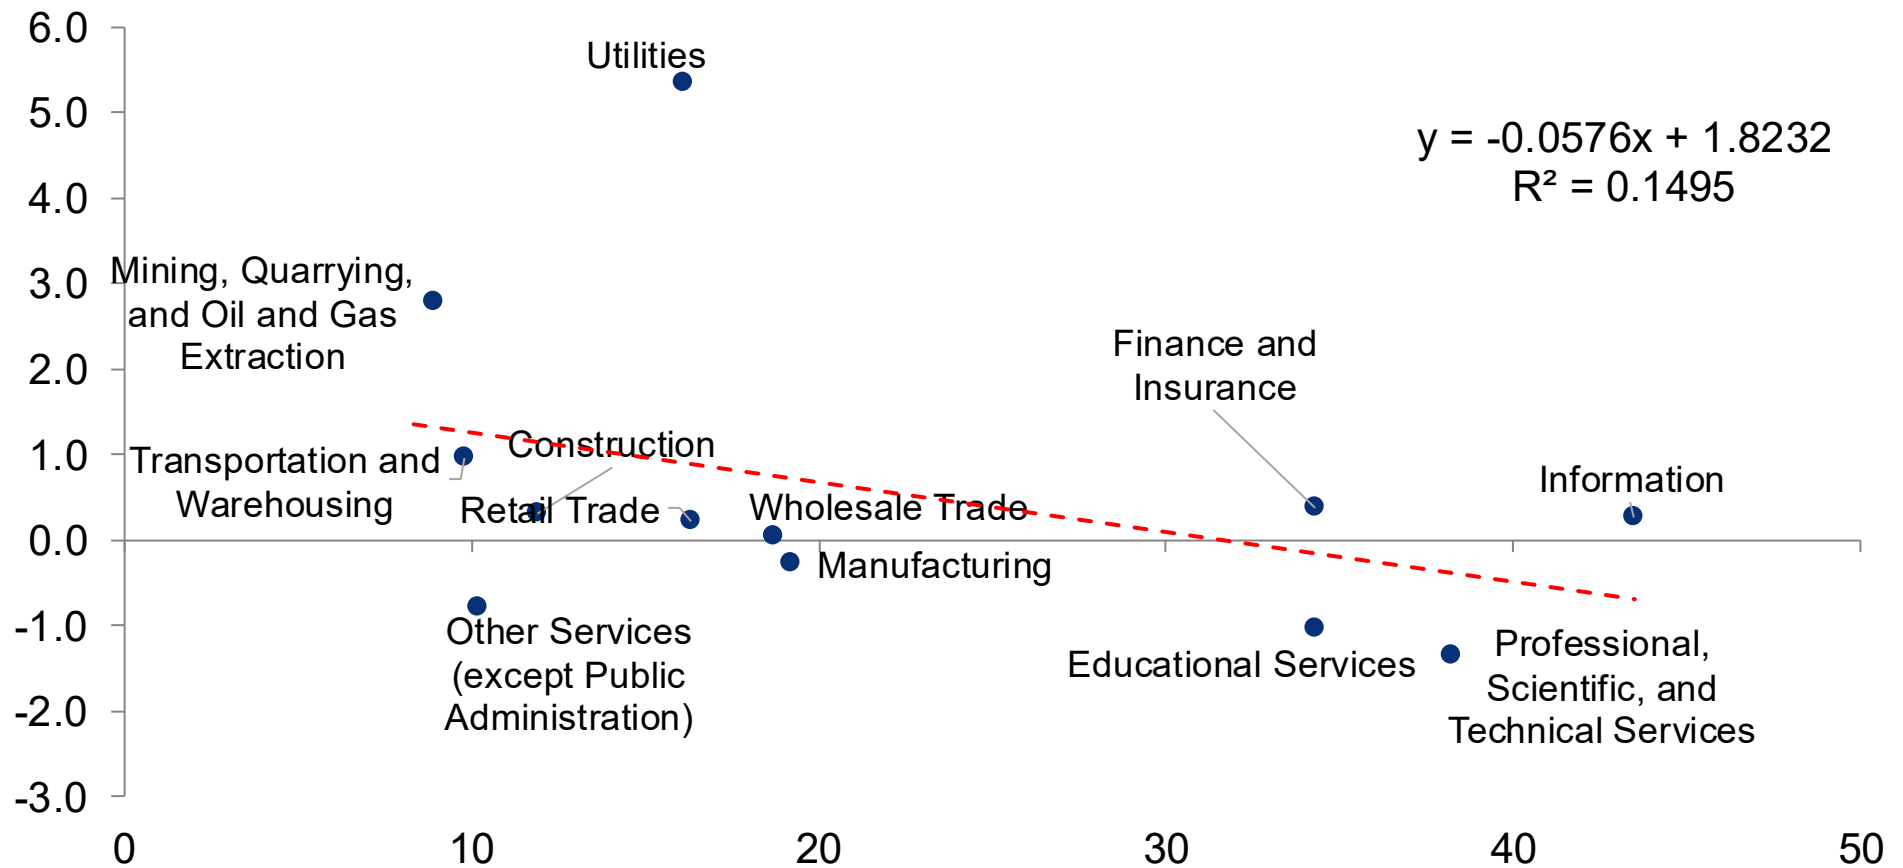 6.0
5.0
4.0
3.0
2.0
1.0
0.0
-1.0
-2.0
-3.0
0
10
20
30
40
50
Utilities
y = -0.0576x + 1.8232
R² = 0.1495
Mining, Quarrying,
and Oil and Gas
Extraction
Finance and
Insurance
Transportation and
Warehousing
Construction
Retail Trade
Wholesale Trade
Information
Manufacturing
Other Services
(except Public
Administration)
Educational Services
Professional,
Scientific, and
Technical Services